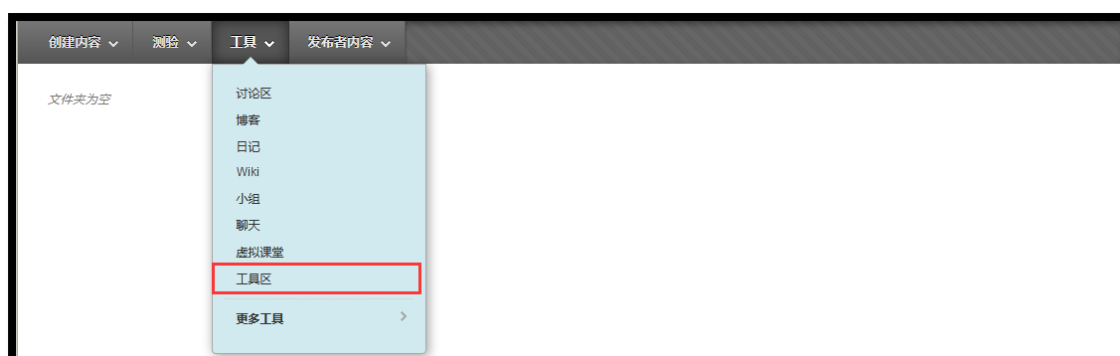 创建内容 测验 工具 发布者内容
文件夹为空
讨论区
博客
日记
Wiki
小组
聊天
虚拟课堂
工具区
更多工具